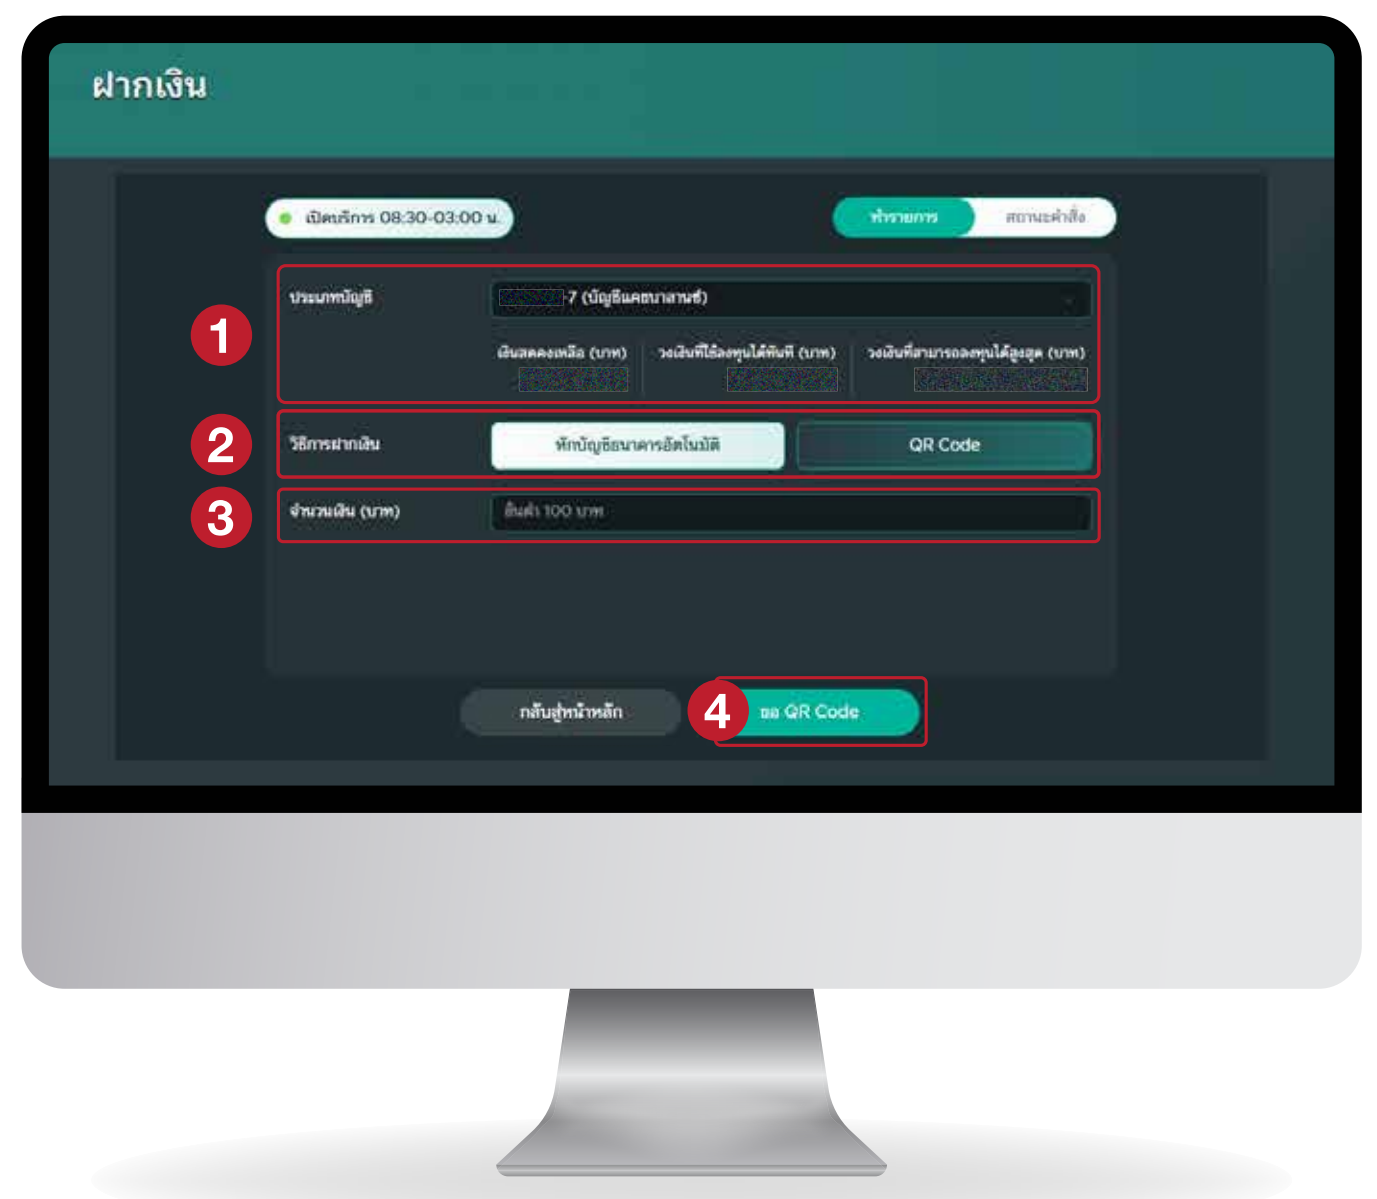 ฝากเงิน
เปิดบริการ 08:30-03:00 น.
ทำรายการ
สถานะคำสั่ง
1
ประเภทบัญชี
-7 (บัญชีแคชบาลานซ์)
เงินสดคงเหลือ (บาท)
วงเงินที่ใช้ลงทุนได้ทันที (บาท)
วงเงินที่สามารถลงทุนได้สูงสุด (บาท)
2
วิธีการฝากเงิน
หักบัญชีธนาคารอัตโนมัติ
QR Code
3
จำนวนเงิน (บาท)
ขั้นต่ำ 100 บาท
กลับสู่หน้าหลัก
4
ขอ QR Code